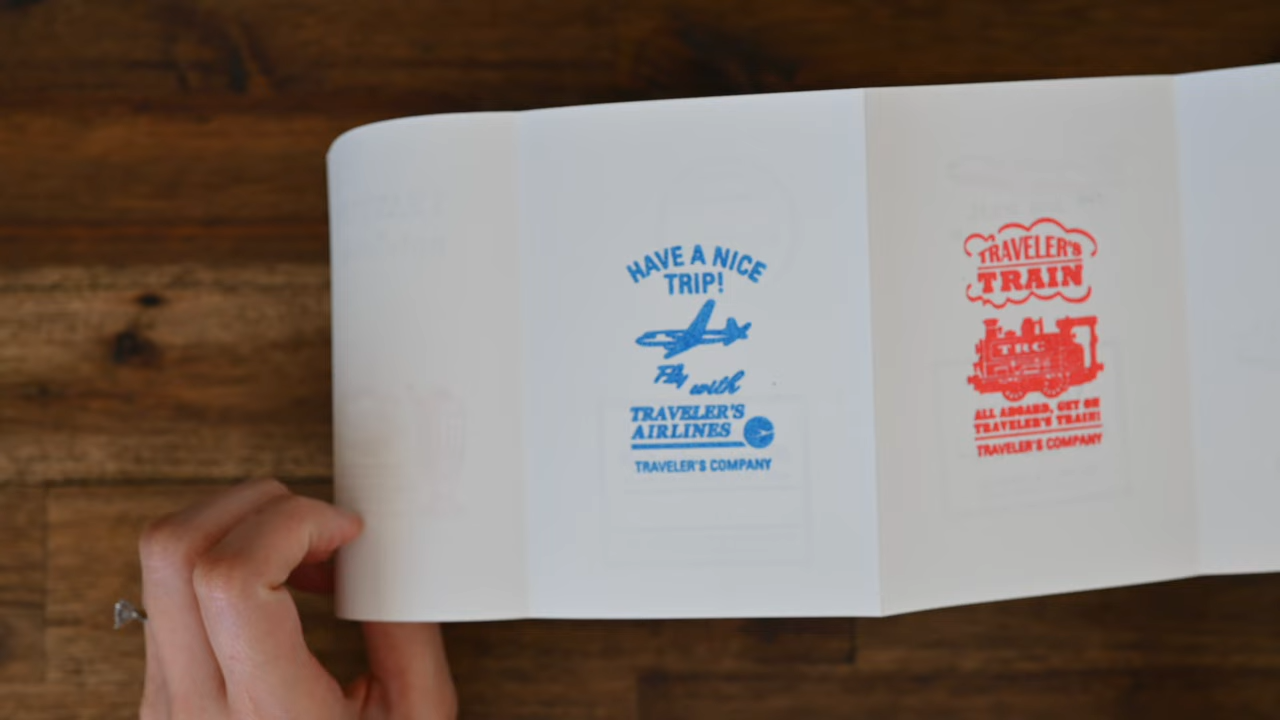 HAVE A NICE
TRIP!
Fly with
TRAVELER'S
AIRLINES
TRAVELER'S COMPANY
TRAVELER'S
TRAIN
TRC
ALL ABOARD, GET ON
TRAVELER'S TRAIN!
TRAVELER'S COMPANY